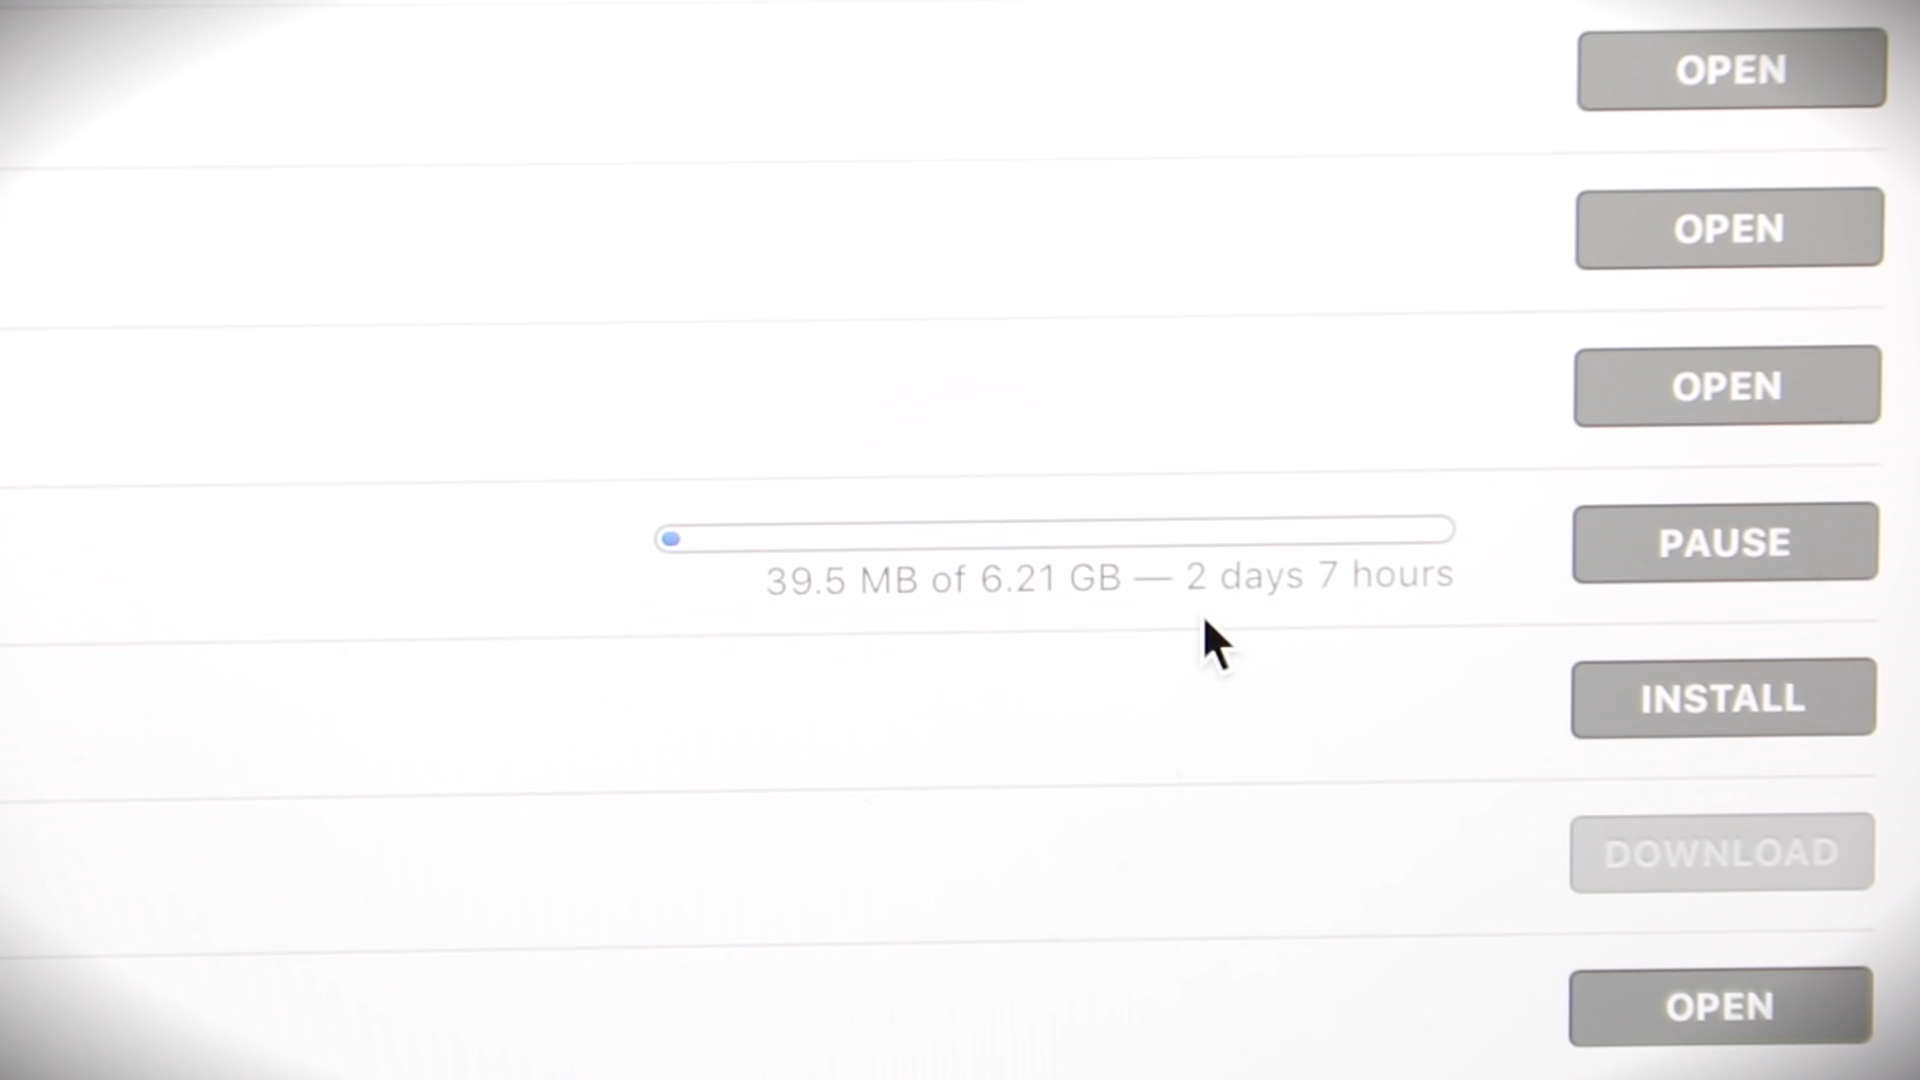 OPEN
OPEN
OPEN
39.5 MB of 6.21 GB — 2 days 7 hours
PAUSE
INSTALL
DOWNLOAD
OPEN